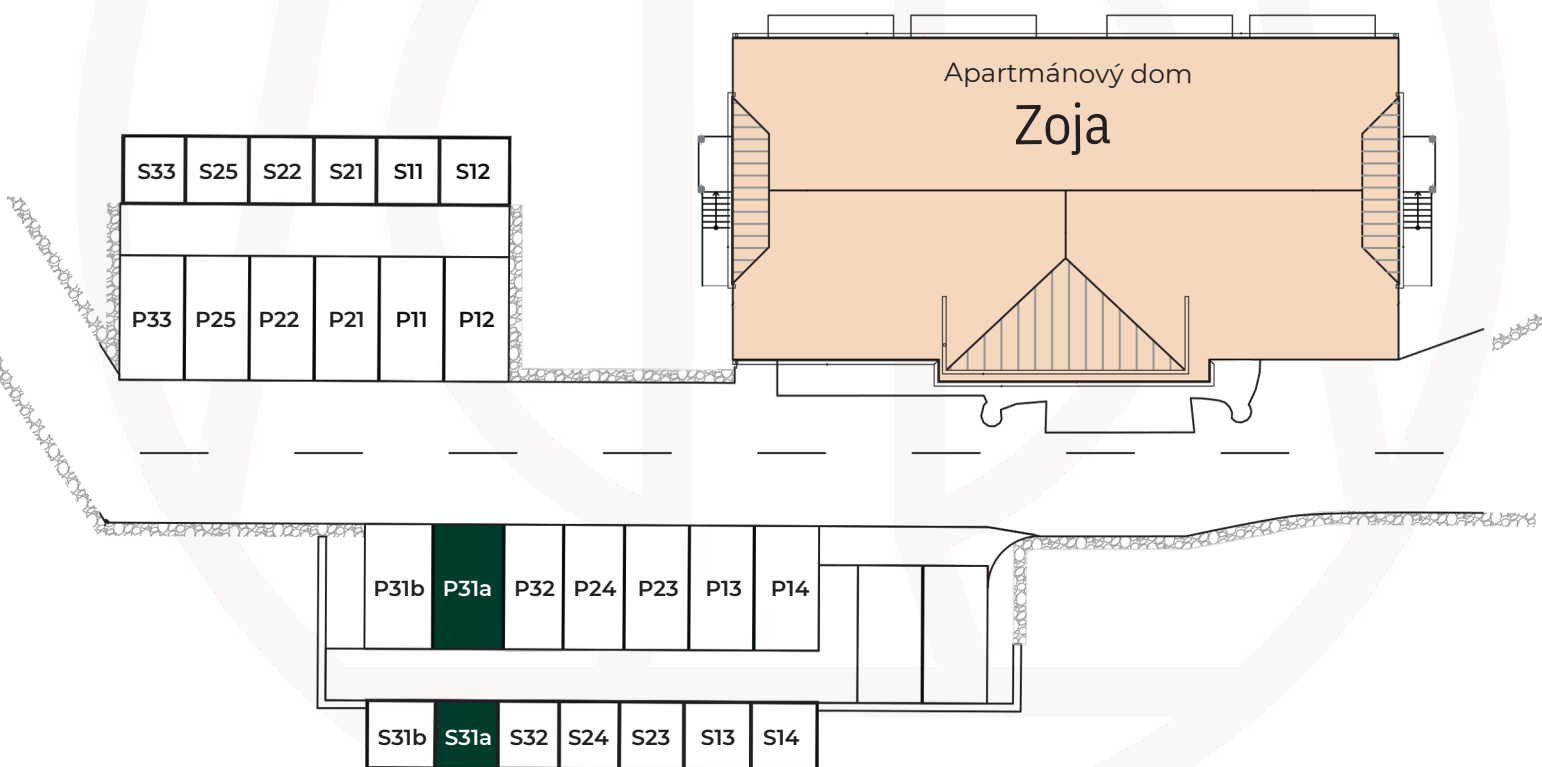 Apartmánový dom
Zoja
S33 S25 S22 S21 S11 S12
P33 P25 P22 P21 P11 P12
P31b P31a P32 P24 P23 P13 P14
S31b S31a S32 S24 S23 S13 S14